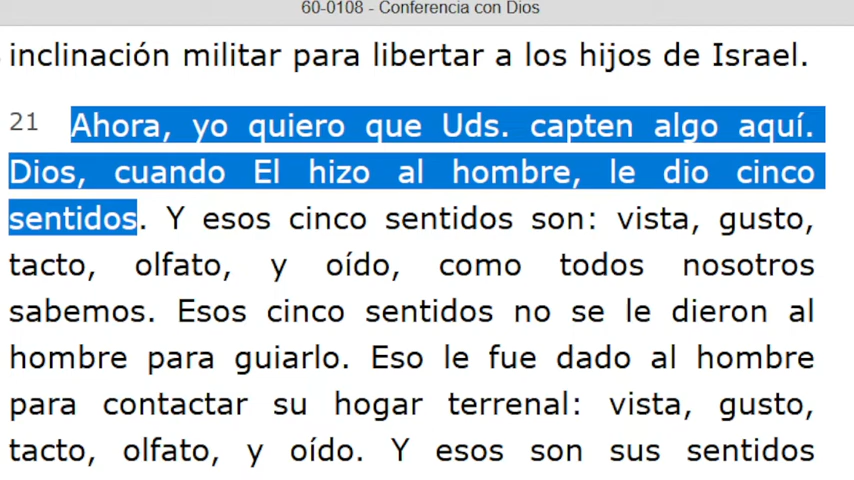 60-0108 - Conferencia con Dios
inclinación militar para libertar a los hijos de Israel.
21 Ahora, yo quiero que Uds. capten algo aquí.
Dios, cuando El hizo al hombre, le dio cinco
sentidos. Y esos cinco sentidos son: vista, gusto,
tacto, olfato, y oído, como todos nosotros
sabemos. Esos cinco sentidos no se le dieron al
hombre para guiarlo. Eso le fue dado al hombre
para contactar su hogar terrenal: vista, gusto,
tacto, olfato, y oído. Y esos son sus sentidos